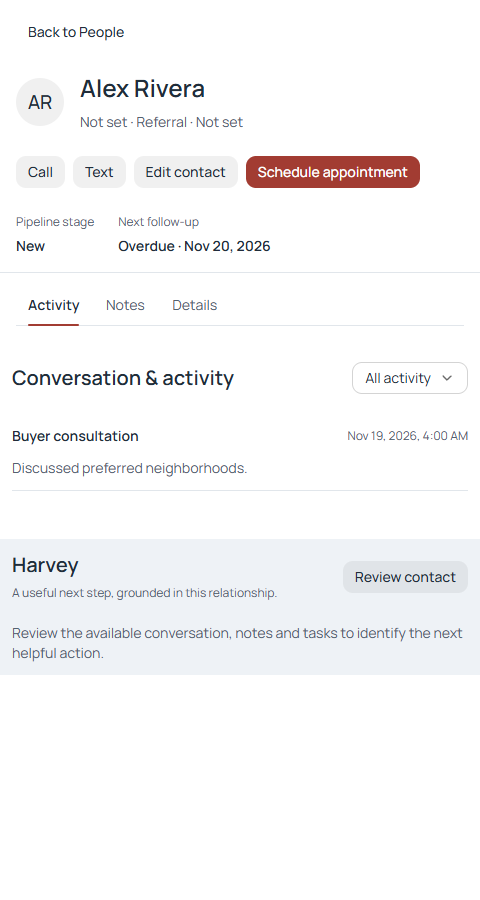 Back to People
AR
Alex Rivera
Not set · Referral · Not set
Call Text Edit contact Schedule appointment
Pipeline stage Next follow-up
New Overdue · Nov 20, 2026
Activity Notes Details
Conversation & activity All activity
Buyer consultation Nov 19, 2026, 4:00 AM
Discussed preferred neighborhoods.
Harvey
A useful next step, grounded in this relationship.
Review contact
Review the available conversation, notes and tasks to identify the next
helpful action.